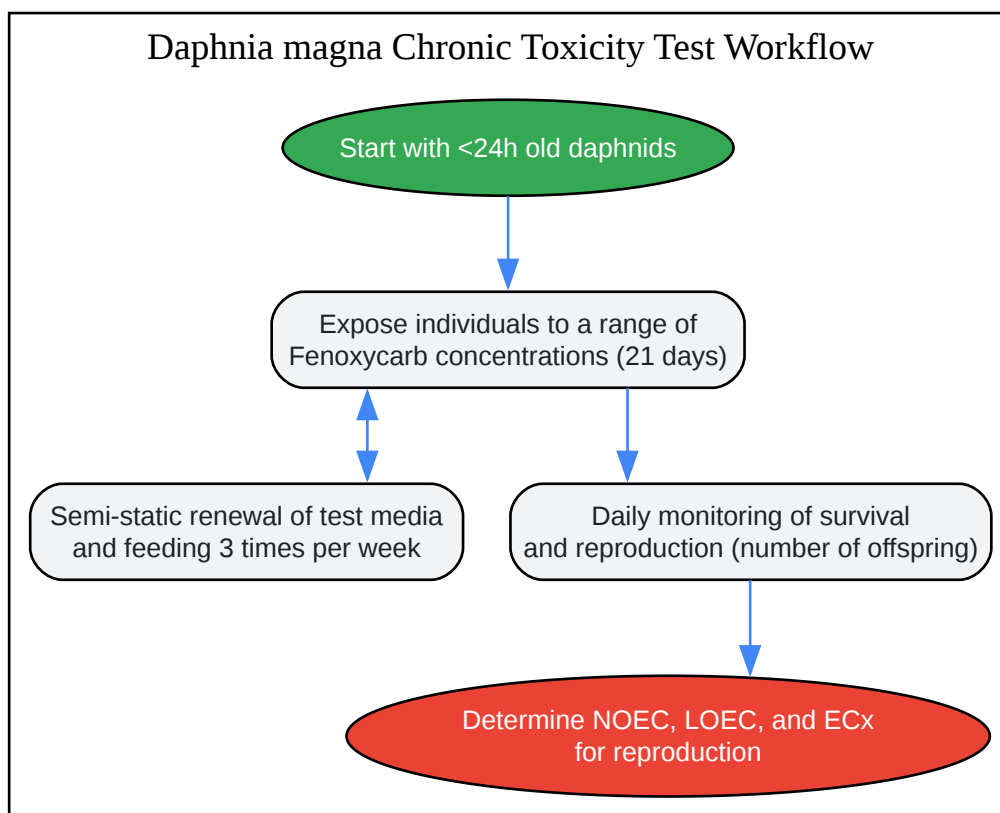 Daphnia magna Chronic Toxicity Test Workflow
Start with <24h old daphnids
Expose individuals to a range of
Fenoxycarb concentrations (21 days)
Semi-static renewal of test media
and feeding 3 times per week
Daily monitoring of survival
and reproduction (number of offspring)
Determine NOEC, LOEC, and ECx
for reproduction